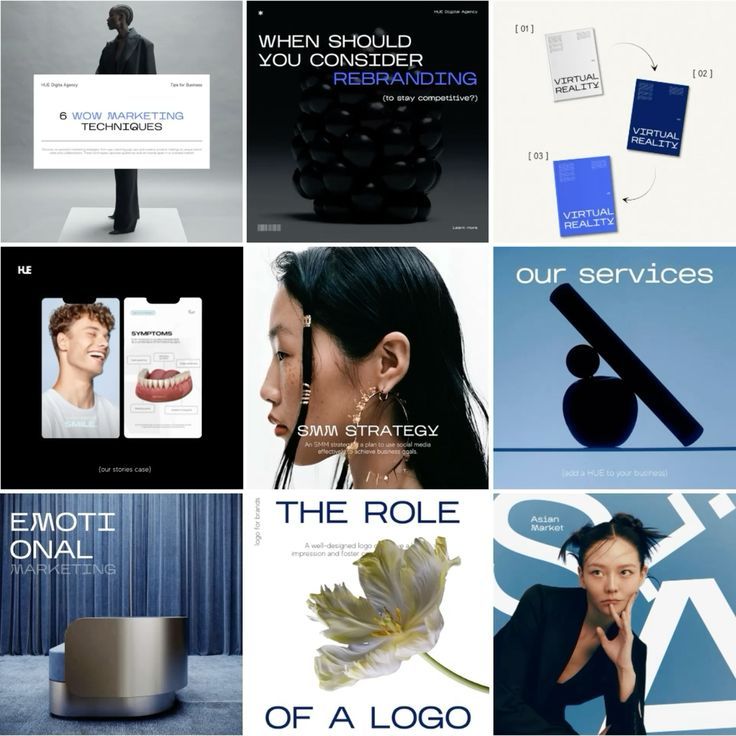 HUE Digital Agency
Tips for Business
6 WOW MARKETING
TECHNIQUES
✱
HUE Digital Agency
WHEN SHOULD
YOU CONSIDER
REBRANDING
(to stay competitive?)
Learn more
[ 01 ]
VIRTUAL
REALITY
[ 02 ]
VIRTUAL
REALITY
[ 03 ]
VIRTUAL
REALITY
HUE
SMILE
SYMPTOMS
(our stories case)
SMM STRATEGY
An SMM strategy is a plan to use social media
effectively to achieve business goals.
our services
(add a HUE to your business)
EMOTI
ONAL
MARKETING
logo for brands
THE ROLE
A well-designed logo
impression and foster
OF A LOGO
Asian
Market